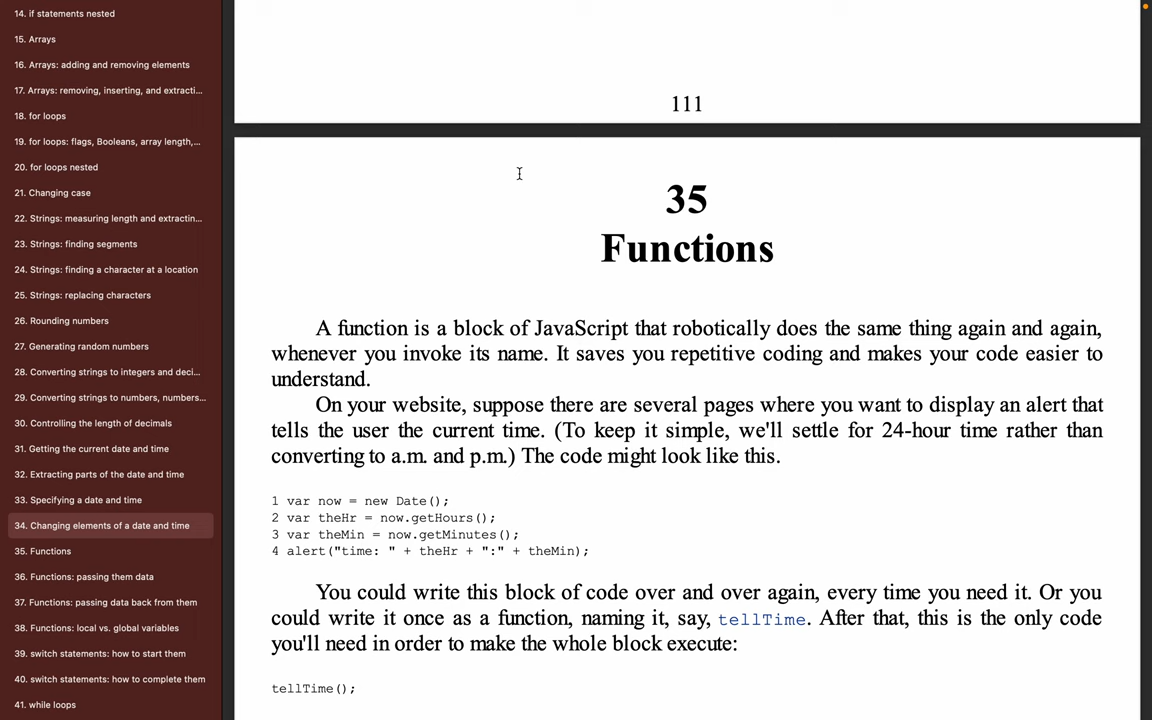 14. if statements nested
15. Arrays
16. Arrays: adding and removing elements
17. Arrays: removing, inserting, and extracti...
18. for loops
19. for loops: flags, Booleans, array length,...
20. for loops nested
21. Changing case
22. Strings: measuring length and extractin...
23. Strings: finding segments
24. Strings: finding a character at a location
25. Strings: replacing characters
26. Rounding numbers
27. Generating random numbers
28. Converting strings to integers and deci...
29. Converting strings to numbers, numbers...
30. Controlling the length of decimals
31. Getting the current date and time
32. Extracting parts of the date and time
33. Specifying a date and time
34. Changing elements of a date and time
35. Functions
36. Functions: passing them data
37. Functions: passing data back from them
38. Functions: local vs. global variables
39. switch statements: how to start them
40. switch statements: how to complete them
41. while loops
111
35
Functions
A function is a block of JavaScript that robotically does the same thing again and again,
whenever you invoke its name. It saves you repetitive coding and makes your code easier to
understand.
On your website, suppose there are several pages where you want to display an alert that
tells the user the current time. (To keep it simple, we'll settle for 24-hour time rather than
converting to a.m. and p.m.) The code might look like this.
1 var now = new Date();
2 var theHr = now.getHours();
3 var theMin = now.getMinutes();
4 alert("time: " + theHr + ":" + theMin);
You could write this block of code over and over again, every time you need it. Or you
could write it once as a function, naming it, say, tellTime. After that, this is the only code
you'll need in order to make the whole block execute:
tellTime();